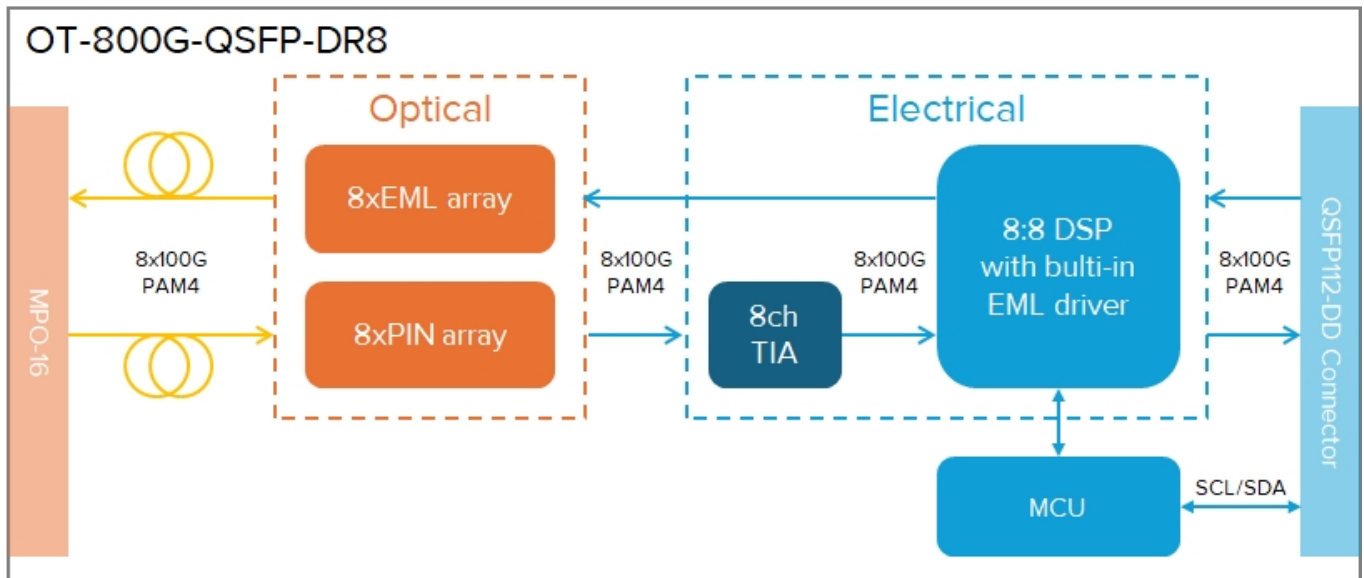 OT-800G-QSFP-DR8
Optical
Electrical
8xEML array
8xPIN array
8x100G
PAM4
8x100G
PAM4
8ch
TIA
8x100G
PAM4
8:8 DSP
with bulti-in
EML driver
8x100G
PAM4
MPO-16
QSFP112-DD Connector
MCU
SCL/SDA